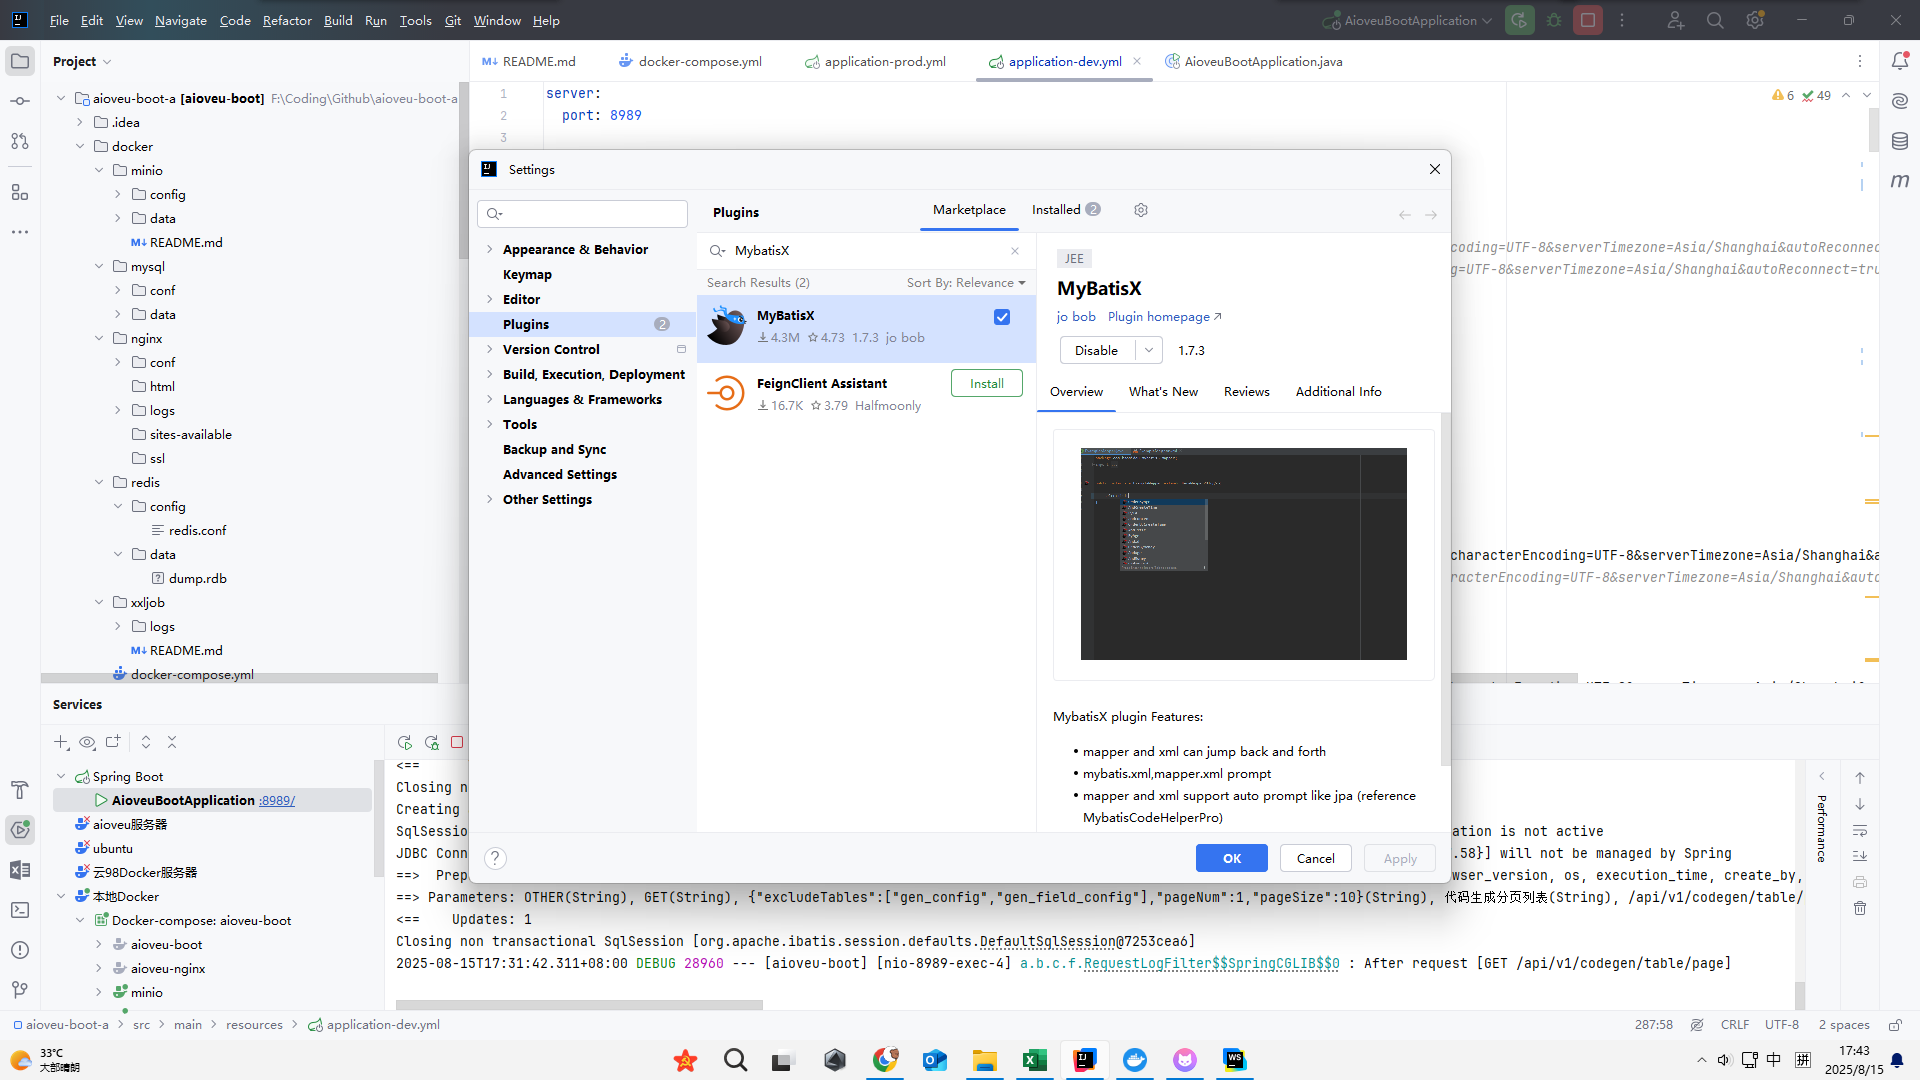 File Edit View Navigate Code Refactor Build Run Tools Git Window Help
AioveuBootApplication
Project
README.md
docker-compose.yml
application-prod.yml
application-dev.yml
AioveuBootApplication.java
aioveu-boot-a [aioveu-boot] F:\Coding\Github\aioveu-boot-a
.idea
docker
minio
config
data
README.md
mysql
conf
data
nginx
conf
html
logs
sites-available
ssl
redis
config
redis.conf
data
dump.rdb
xxljob
logs
README.md
docker-compose.yml
1 server:
2 port: 8989
3
6 49
coding=UTF-8&serverTimezone=Asia/Shanghai&autoReconnec
g=UTF-8&serverTimezone=Asia/Shanghai&autoReconnect=tru
characterEncoding=UTF-8&serverTimezone=Asia/Shanghai&a
racterEncoding=UTF-8&serverTimezone=Asia/Shanghai&auto
Settings
Appearance & Behavior
Keymap
Editor
Plugins 2
Version Control
Build, Execution, Deployment
Languages & Frameworks
Tools
Backup and Sync
Advanced Settings
Other Settings
Plugins
Marketplace
Installed 2
MybatisX
Search Results (2) Sort By: Relevance
MyBatisX
4.3M 4.73 1.7.3 jo bob
FeignClient Assistant
16.7K 3.79 Halfmoonly
Install
JEE
MyBatisX
jo bob Plugin homepage
Disable 1.7.3
Overview What's New Reviews Additional Info
MybatisX plugin Features:
• mapper and xml can jump back and forth
• mybatis.xml,mapper.xml prompt
• mapper and xml support auto prompt like jpa (reference
MybatisCodeHelperPro)
? OK Cancel Apply
Services
Spring Boot
AioveuBootApplication :8989/
aioveu服务器
ubuntu
云98Docker服务器
本地Docker
Docker-compose: aioveu-boot
aioveu-boot
aioveu-nginx
minio
<==
Closing n
Creating
SqlSessio ation is not active
JDBC Conn .58}] will not be managed by Spring
==> Prep wser_version, os, execution_time, create_by,
==> Parameters: OTHER(String), GET(String), {"excludeTables":["gen_config","gen_field_config"],"pageNum":1,"pageSize":10}(String), 代码生成分页列表(String), /api/v1/codegen/table/
<== Updates: 1
Closing non transactional SqlSession [org.apache.ibatis.session.defaults.DefaultSqlSession@7253cea6]
2025-08-15T17:31:42.311+08:00 DEBUG 28960 --- [aioveu-boot] [nio-8989-exec-4] a.b.c.f.RequestLogFilter$$SpringCGLIB$$0 : After request [GET /api/v1/codegen/table/page]
Performance
aioveu-boot-a > src > main > resources > application-dev.yml
287:58 CRLF UTF-8 2 spaces
33°C
大部晴朗
中 拼
17:43
2025/8/15